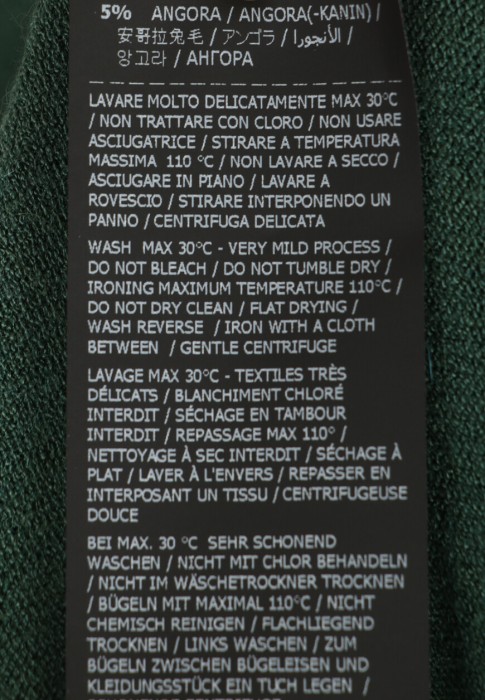 5% ANGORA / ANGORA(-KANIN) /
安哥拉兔毛 / アンゴラ / الأنجورا /
앙고라 / АНГОРА
LAVARE MOLTO DELICATAMENTE MAX 30°C
/ NON TRATTARE CON CLORO / NON USARE
ASCIUGATRICE / STIRARE A TEMPERATURA
MASSIMA 110 °C / NON LAVARE A SECCO /
ASCIUGARE IN PIANO / LAVARE A
ROVESCIO / STIRARE INTERPONENDO UN
PANNO / CENTRIFUGA DELICATA
WASH MAX 30°C - VERY MILD PROCESS /
DO NOT BLEACH / DO NOT TUMBLE DRY /
IRONING MAXIMUM TEMPERATURE 110°C /
DO NOT DRY CLEAN / FLAT DRYING /
WASH REVERSE / IRON WITH A CLOTH
BETWEEN / GENTLE CENTRIFUGE
LAVAGE MAX 30°C - TEXTILES TRÈS
DÉLICATS / BLANCHIMENT CHLORÉ
INTERDIT / SÉCHAGE EN TAMBOUR
INTERDIT / REPASSAGE MAX 110° /
NETTOYAGE À SEC INTERDIT / SÉCHAGE À
PLAT / LAVER À L'ENVERS / REPASSER EN
INTERPOSANT UN TISSU / CENTRIFUGEUSE
DOUCE
BEI MAX. 30 °C SEHR SCHONEND
WASCHEN / NICHT MIT CHLOR BEHANDELN
/ NICHT IM WÄSCHETROCKNER TROCKNEN
/ BÜGELN MIT MAXIMAL 110°C / NICHT
CHEMISCH REINIGEN / FLACHLIEGEND
TROCKNEN / LINKS WASCHEN / ZUM
BÜGELN ZWISCHEN BÜGELEISEN UND
KLEIDUNGSSTÜCK EIN TUCH LEGEN /